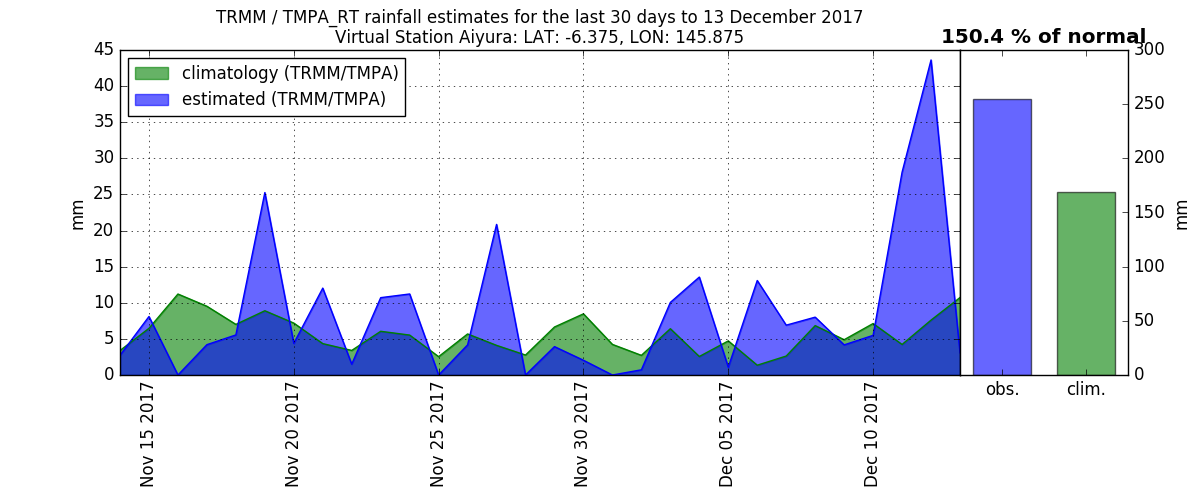 TRMM / TMPA_RT rainfall estimates for the last 30 days to 13 December 2017
Virtual Station Aiyura: LAT: -6.375, LON: 145.875
150.4 % of normal
climatology (TRMM/TMPA)
estimated (TRMM/TMPA)
45
40
35
30
25
20
15
10
5
0
mm
Nov 15 2017
Nov 20 2017
Nov 25 2017
Nov 30 2017
Dec 05 2017
Dec 10 2017
300
250
200
150
100
50
0
mm
obs.
clim.